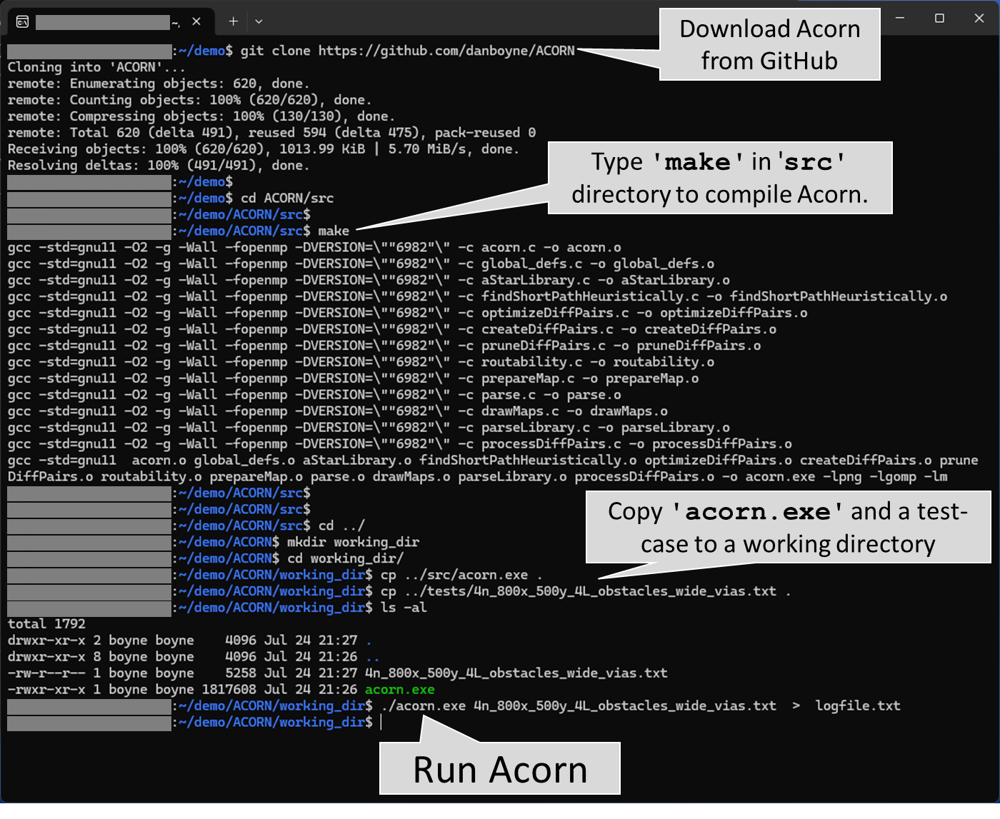 ~,
Download Acorn
from GitHub
:~/demo$ git clone https://github.com/danboyne/ACORN
Cloning into 'ACORN'...
remote: Enumerating objects: 620, done.
remote: Counting objects: 100% (620/620), done.
remote: Compressing objects: 100% (130/130), done.
remote: Total 620 (delta 491), reused 594 (delta 475), pack-reused 0
Receiving objects: 100% (620/620), 1013.99 KiB | 5.70 MiB/s, done.
Resolving deltas: 100% (491/491), done.
:~/demo$
:~/demo$ cd ACORN/src
:~/demo/ACORN/src$
:~/demo/ACORN/src$ make
Type 'make' in 'src'
directory to compile Acorn.
gcc -std=gnu11 -O2 -g -Wall -fopenmp -DVERSION=\""6982"\" -c acorn.c -o acorn.o
gcc -std=gnu11 -O2 -g -Wall -fopenmp -DVERSION=\""6982"\" -c global_defs.c -o global_defs.o
gcc -std=gnu11 -O2 -g -Wall -fopenmp -DVERSION=\""6982"\" -c aStarLibrary.c -o aStarLibrary.o
gcc -std=gnu11 -O2 -g -Wall -fopenmp -DVERSION=\""6982"\" -c findShortPathHeuristically.c -o findShortPathHeuristically.o
gcc -std=gnu11 -O2 -g -Wall -fopenmp -DVERSION=\""6982"\" -c optimizeDiffPairs.c -o optimizeDiffPairs.o
gcc -std=gnu11 -O2 -g -Wall -fopenmp -DVERSION=\""6982"\" -c createDiffPairs.c -o createDiffPairs.o
gcc -std=gnu11 -O2 -g -Wall -fopenmp -DVERSION=\""6982"\" -c pruneDiffPairs.c -o pruneDiffPairs.o
gcc -std=gnu11 -O2 -g -Wall -fopenmp -DVERSION=\""6982"\" -c routability.c -o routability.o
gcc -std=gnu11 -O2 -g -Wall -fopenmp -DVERSION=\""6982"\" -c prepareMap.c -o prepareMap.o
gcc -std=gnu11 -O2 -g -Wall -fopenmp -DVERSION=\""6982"\" -c parse.c -o parse.o
gcc -std=gnu11 -O2 -g -Wall -fopenmp -DVERSION=\""6982"\" -c drawMaps.c -o drawMaps.o
gcc -std=gnu11 -O2 -g -Wall -fopenmp -DVERSION=\""6982"\" -c parseLibrary.c -o parseLibrary.o
gcc -std=gnu11 -O2 -g -Wall -fopenmp -DVERSION=\""6982"\" -c processDiffPairs.c -o processDiffPairs.o
gcc -std=gnu11  acorn.o global_defs.o aStarLibrary.o findShortPathHeuristically.o optimizeDiffPairs.o createDiffPairs.o prune
DiffPairs.o routability.o prepareMap.o parse.o drawMaps.o parseLibrary.o processDiffPairs.o -o acorn.exe -lpng -lgomp -lm
:~/demo/ACORN/src$
:~/demo/ACORN/src$
:~/demo/ACORN/src$ cd ../
:~/demo/ACORN$ mkdir working_dir
:~/demo/ACORN$ cd working_dir/
Copy 'acorn.exe' and a test-
case to a working directory
:~/demo/ACORN/working_dir$ cp ../src/acorn.exe .
:~/demo/ACORN/working_dir$ cp ../tests/4n_800x_500y_4L_obstacles_wide_vias.txt .
:~/demo/ACORN/working_dir$ ls -al
total 1792
drwxr-xr-x 2 boyne boyne    4096 Jul 24 21:27 .
drwxr-xr-x 8 boyne boyne    4096 Jul 24 21:26 ..
-rw-r--r-- 1 boyne boyne    5258 Jul 24 21:27 4n_800x_500y_4L_obstacles_wide_vias.txt
-rwxr-xr-x 1 boyne boyne 1817608 Jul 24 21:26 acorn.exe
:~/demo/ACORN/working_dir$ ./acorn.exe 4n_800x_500y_4L_obstacles_wide_vias.txt  >  logfile.txt
:~/demo/ACORN/working_dir$
Run Acorn